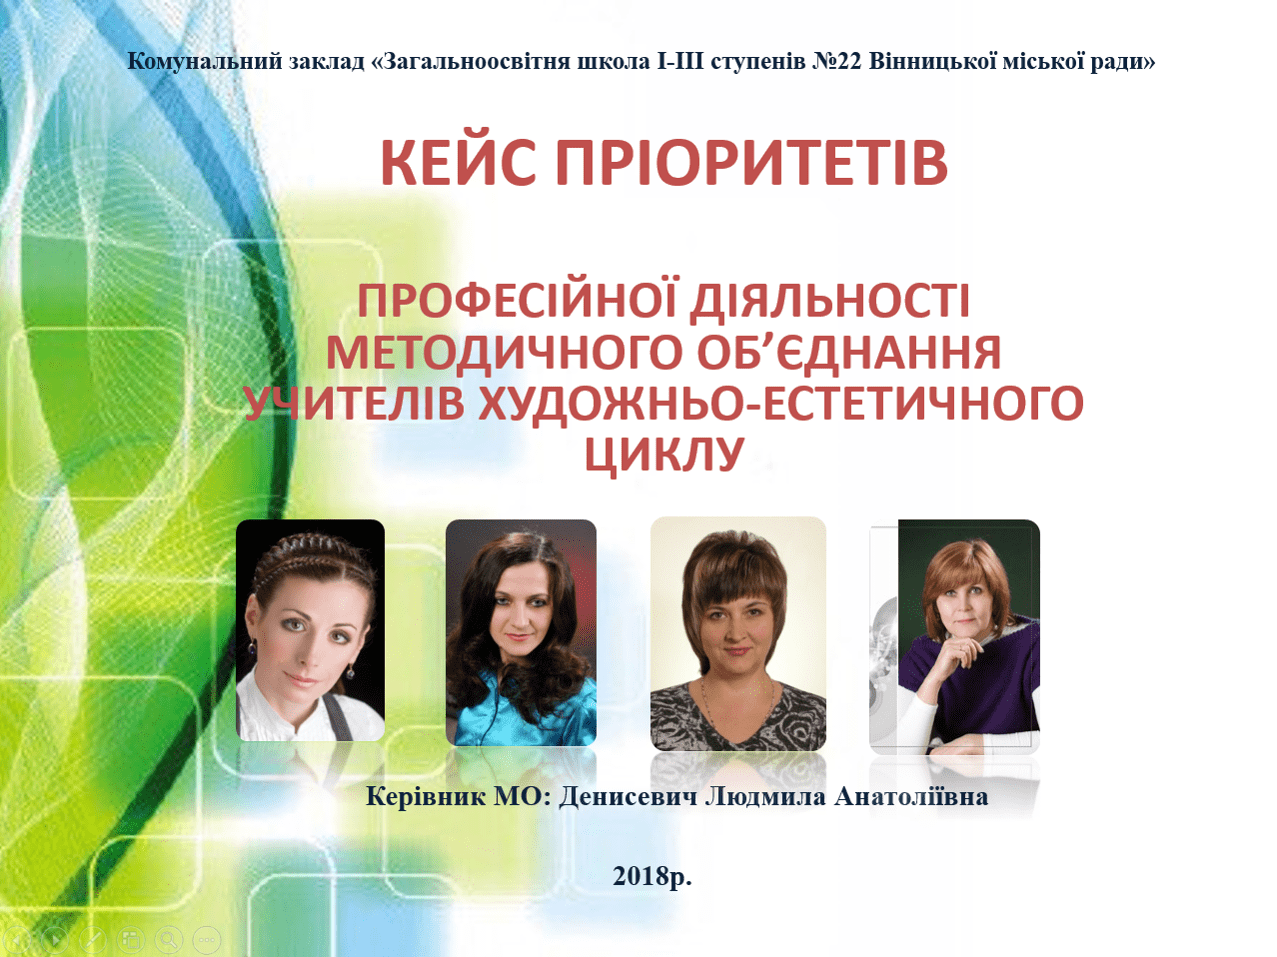 Комунальний заклад «Загальноосвітня школа І-ІІІ ступенів №22 Вінницької міської ради»
КЕЙС ПРІОРИТЕТІВ
ПРОФЕСІЙНОЇ ДІЯЛЬНОСТІ
МЕТОДИЧНОГО ОБ’ЄДНАННЯ
УЧИТЕЛІВ ХУДОЖНЬО-ЕСТЕТИЧНОГО
ЦИКЛУ
Керівник МО: Денисевич Людмила Анатоліївна
2018р.